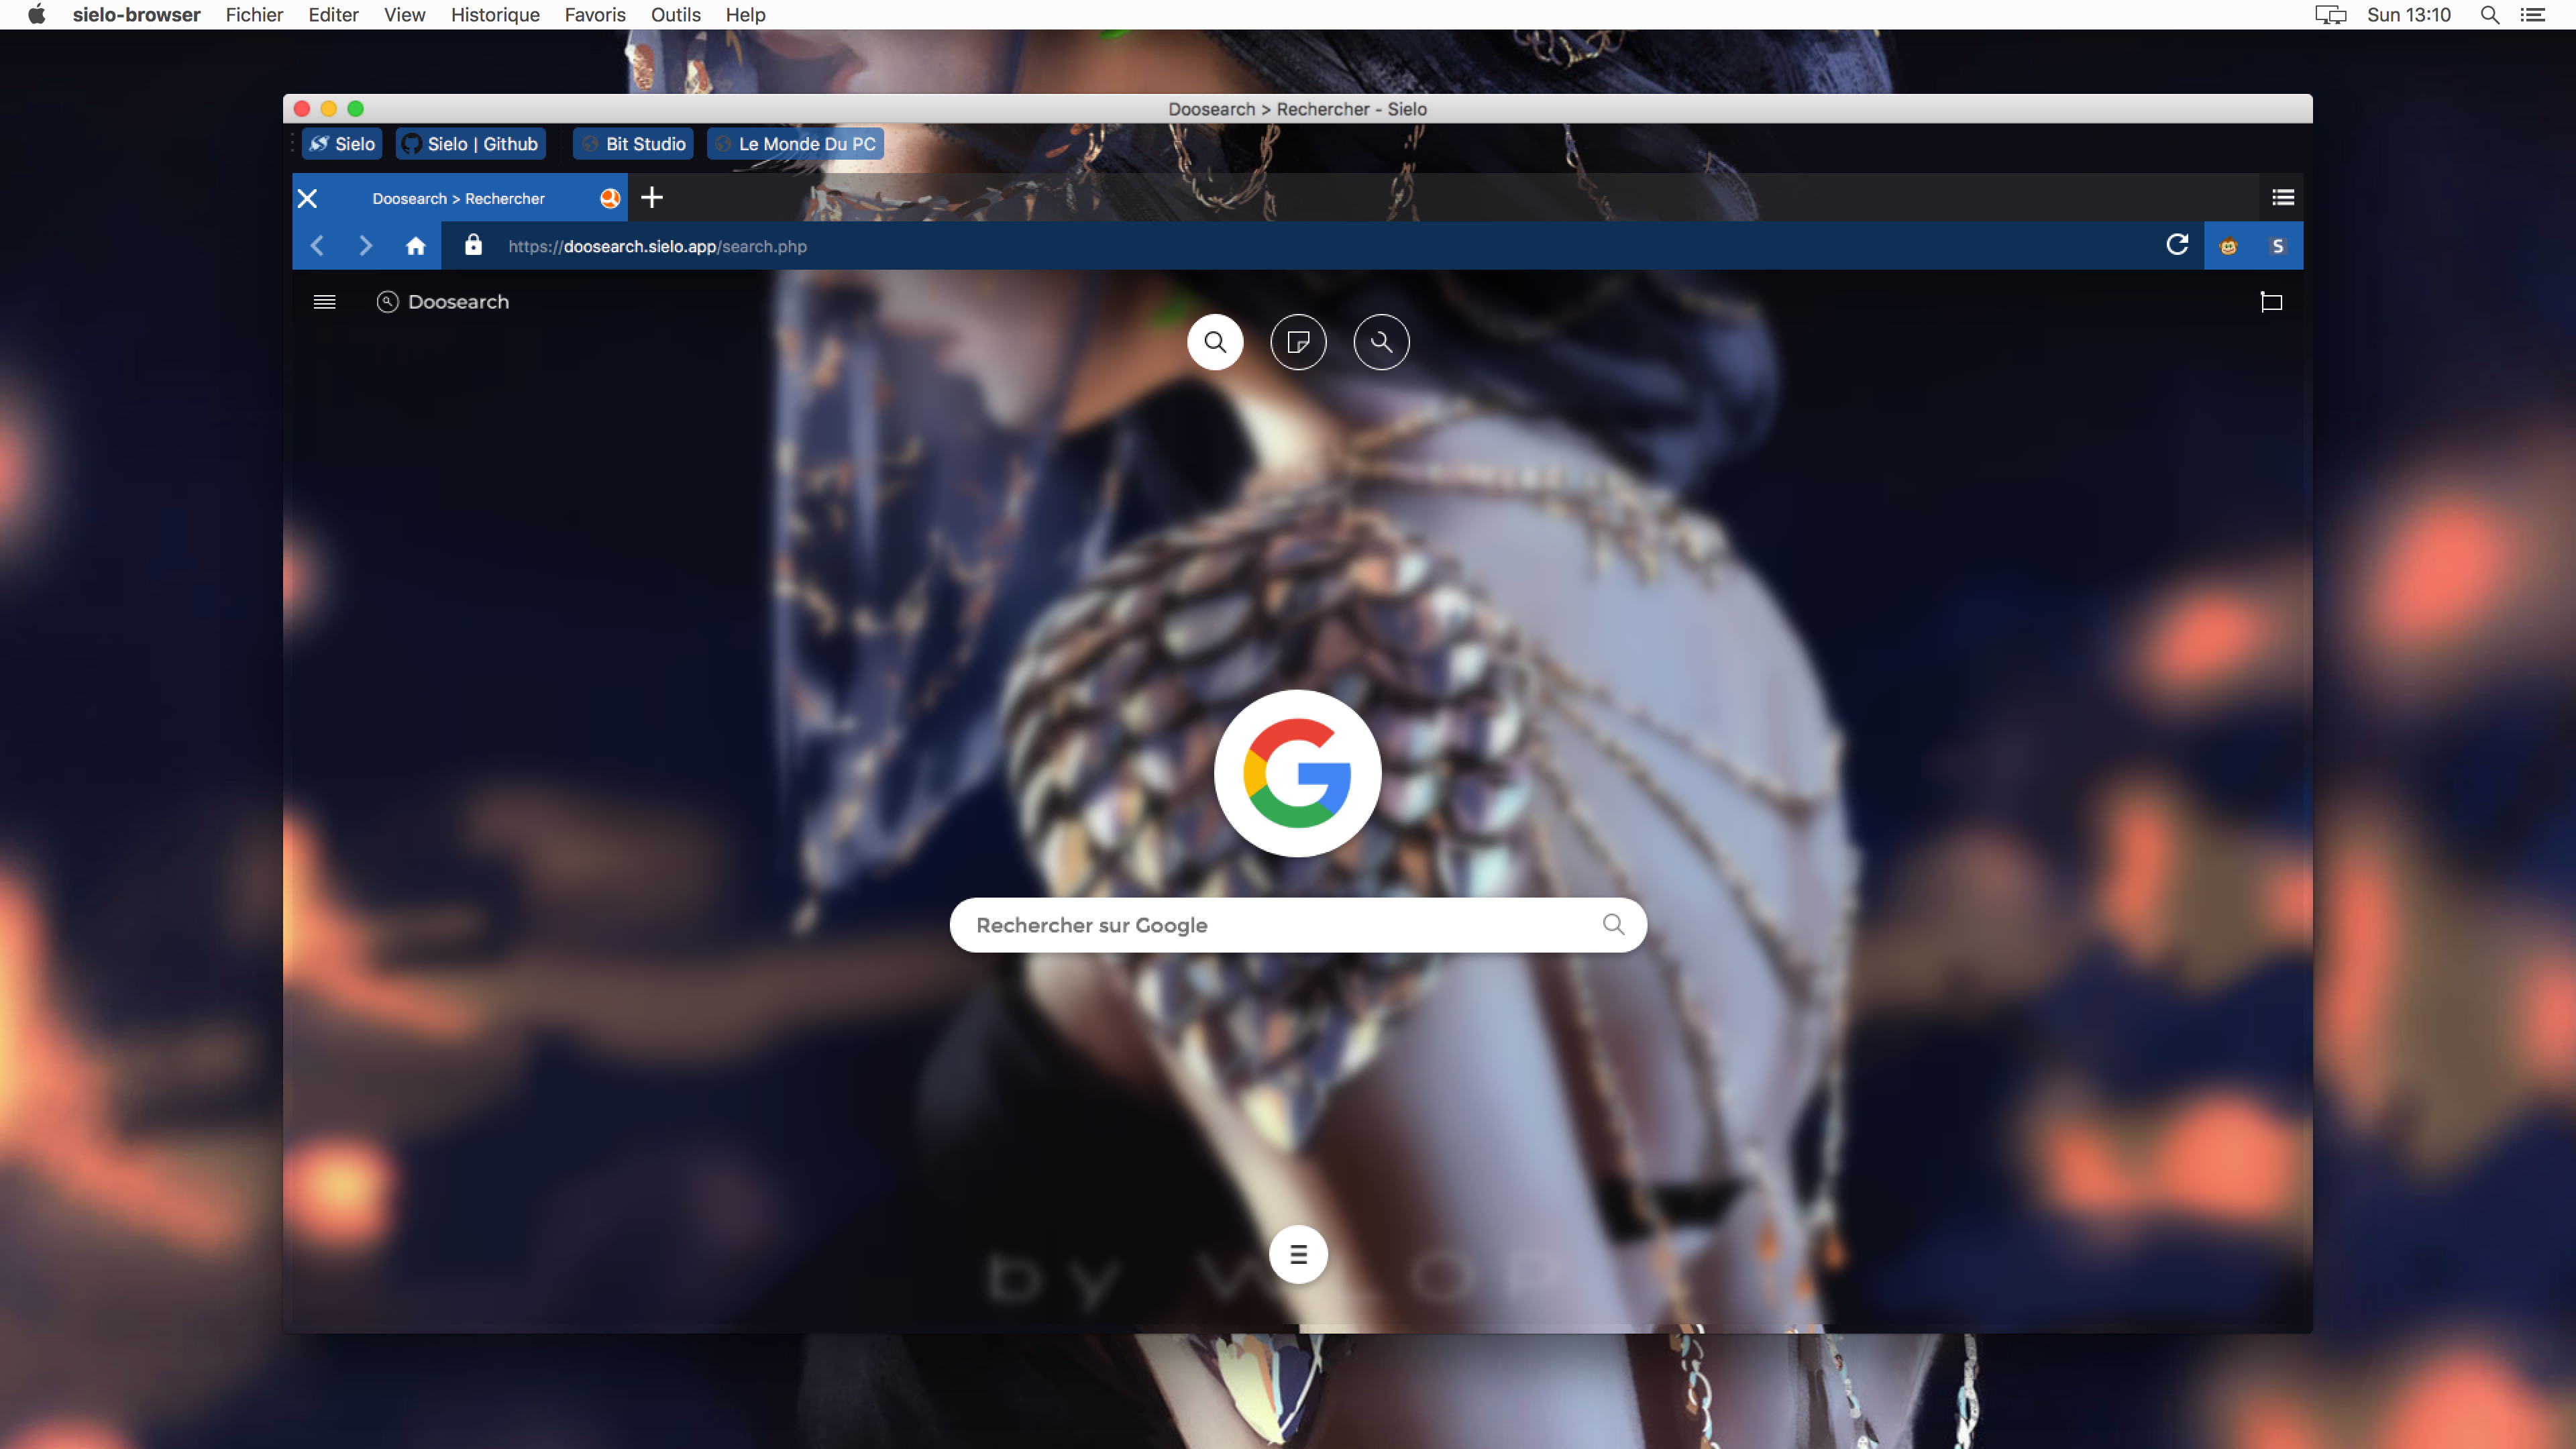 sielo-browser Fichier Editer View Historique Favoris Outils Help Sun 13:10
Doosearch > Rechercher - Sielo
Sielo Sielo | Github Bit Studio Le Monde Du PC
Doosearch > Rechercher
https://doosearch.sielo.app/search.php S
Doosearch
Rechercher sur Google
by